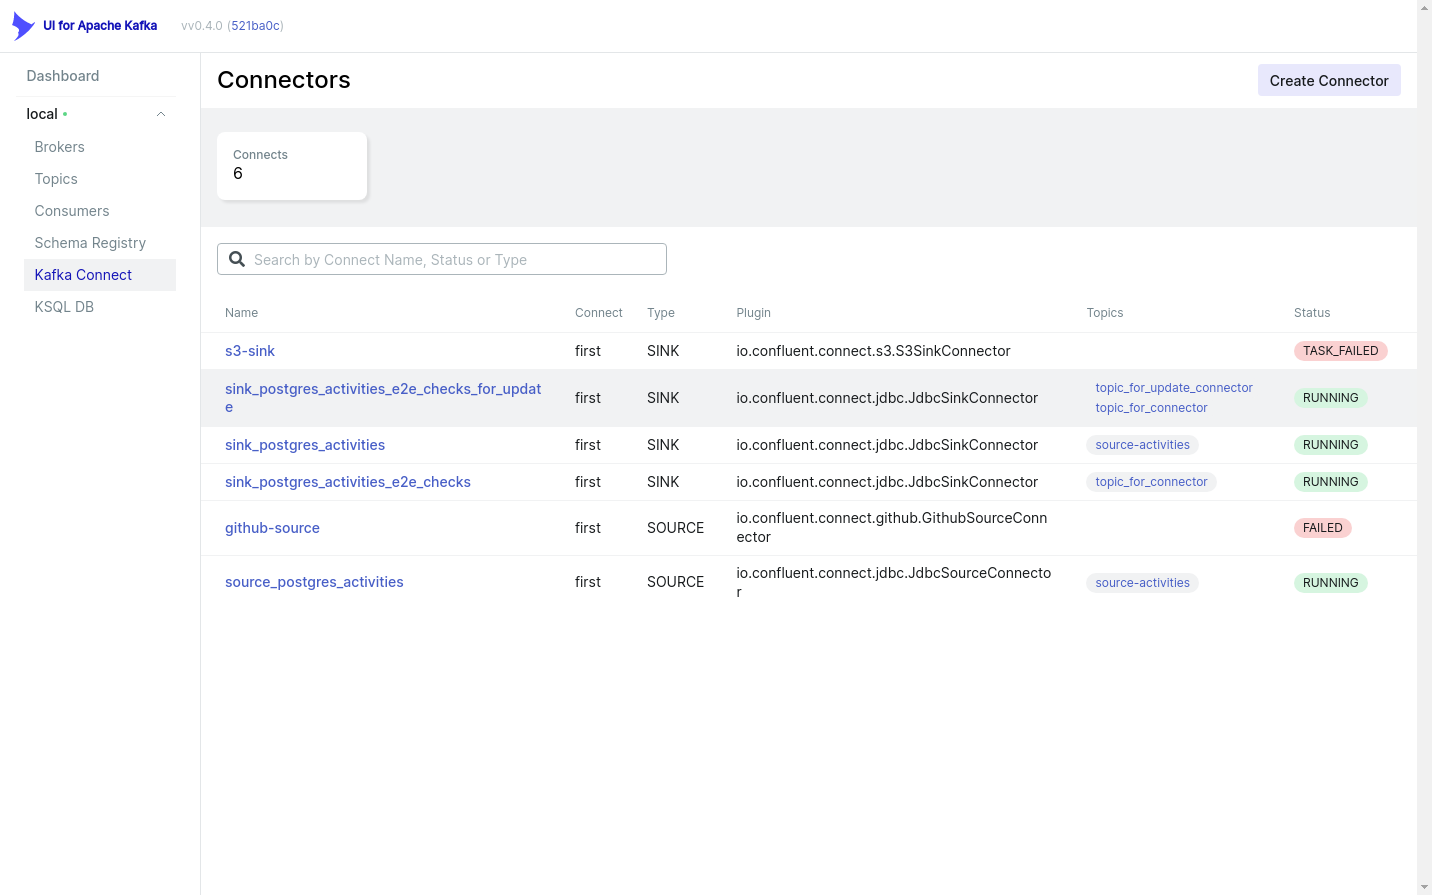 UI for Apache Kafka vv0.4.0 (521ba0c)
Dashboard
local
Brokers
Topics
Consumers
Schema Registry
Kafka Connect
KSQL DB
Connectors
Create Connector
Connects
6
Search by Connect Name, Status or Type
Name Connect Type Plugin Topics Status
s3-sink first SINK io.confluent.connect.s3.S3SinkConnector TASK_FAILED
sink_postgres_activities_e2e_checks_for_updat
e
first SINK io.confluent.connect.jdbc.JdbcSinkConnector
topic_for_update_connector
topic_for_connector
RUNNING
sink_postgres_activities first SINK io.confluent.connect.jdbc.JdbcSinkConnector source-activities RUNNING
sink_postgres_activities_e2e_checks first SINK io.confluent.connect.jdbc.JdbcSinkConnector topic_for_connector RUNNING
github-source first SOURCE
io.confluent.connect.github.GithubSourceConn
ector
FAILED
source_postgres_activities first SOURCE
io.confluent.connect.jdbc.JdbcSourceConnecto
r
source-activities RUNNING